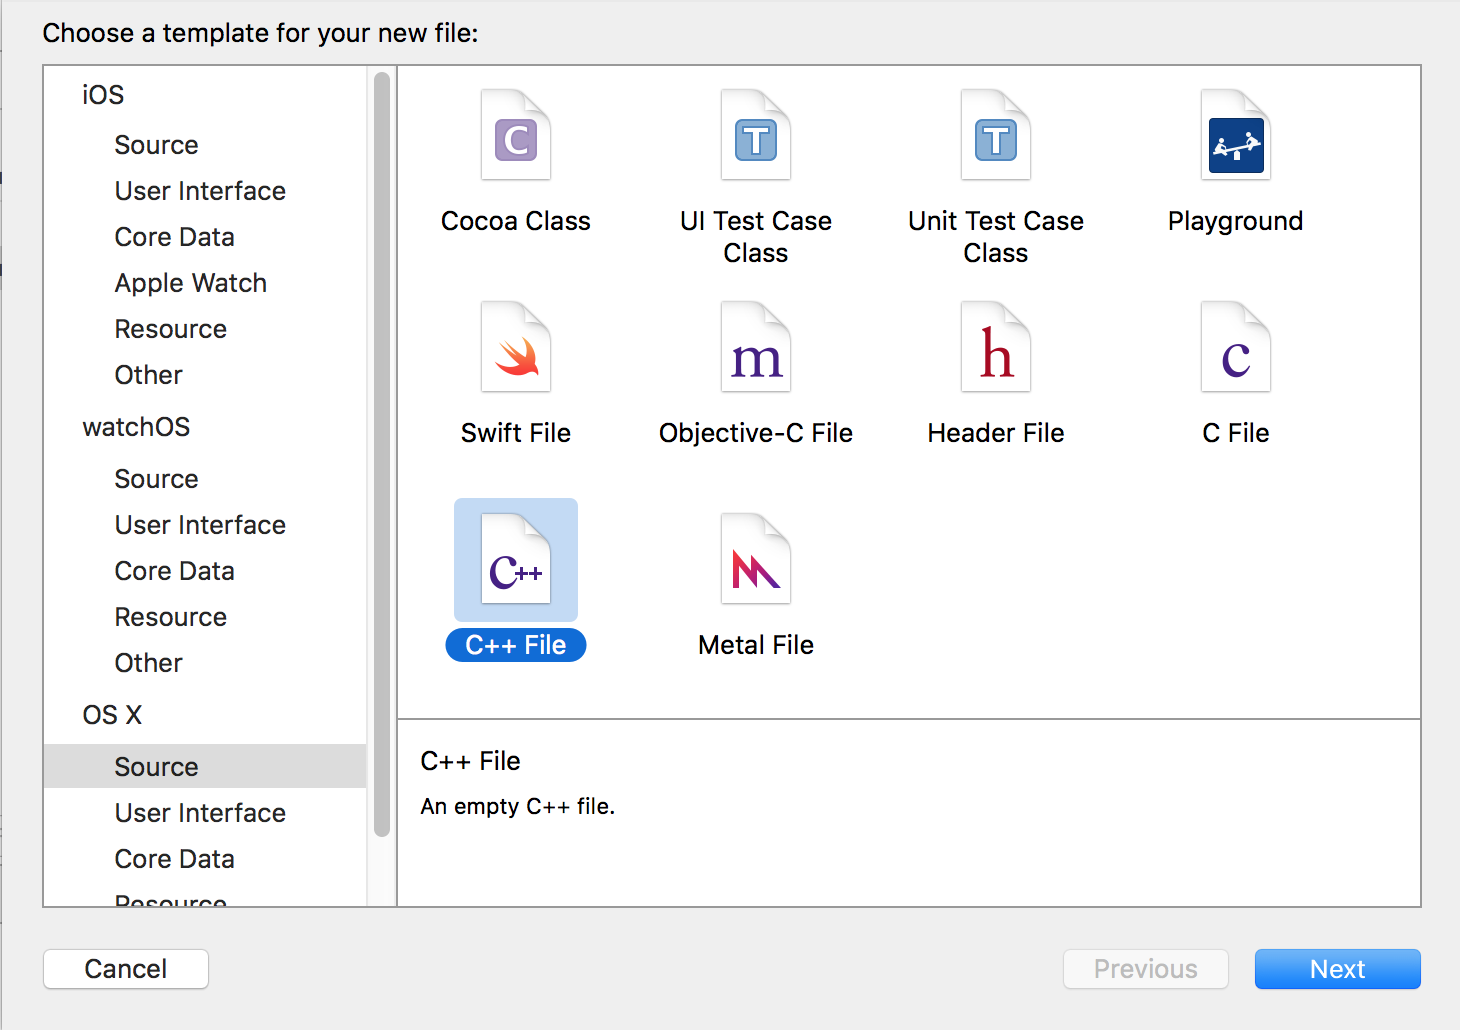 Choose a template for your new file:
iOS
Source
User Interface
Core Data
Apple Watch
Resource
Other
watchOS
Source
User Interface
Core Data
Resource
Other
OS X
Source
User Interface
Core Data
Resource
C
T
T
Cocoa Class
UI Test Case
Class
Unit Test Case
Class
Playground
m
h
c
Swift File
Objective-C File
Header File
C File
C++
C++ File
Metal File
C++ File
An empty C++ file.
Cancel
Previous
Next